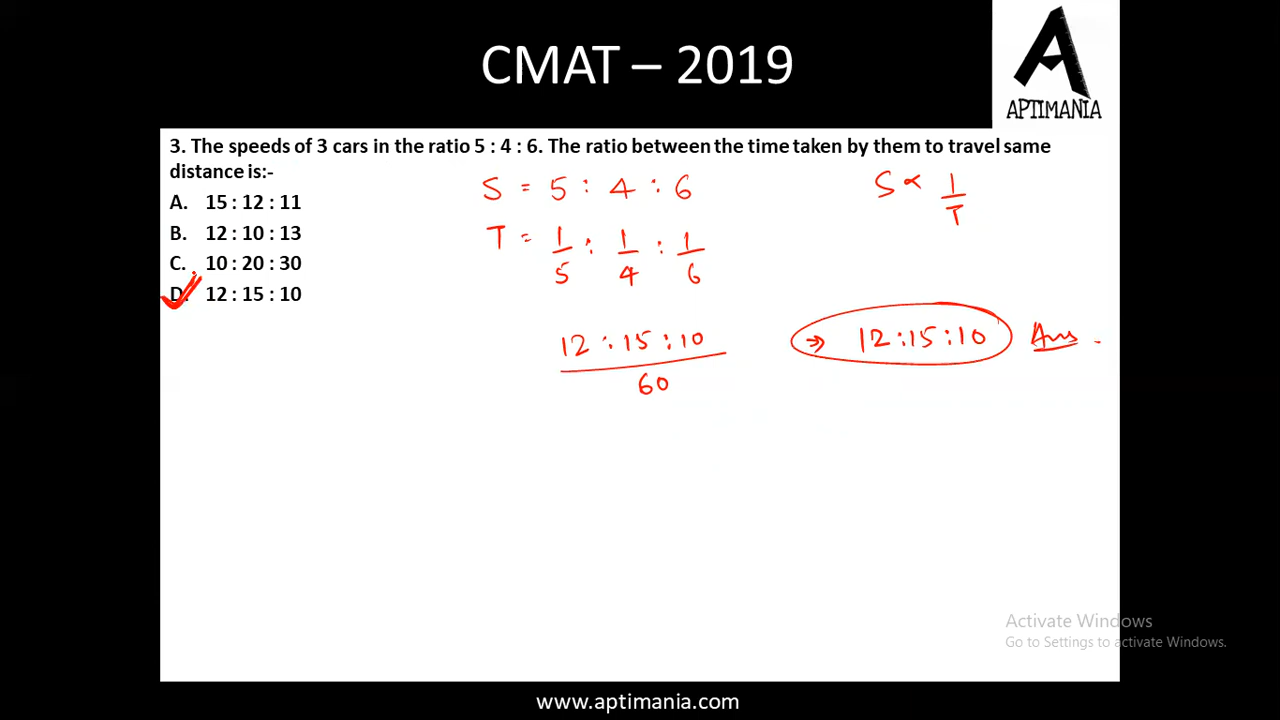 CMAT – 2019
A
APTIMANIA
3. The speeds of 3 cars in the ratio 5 : 4 : 6. The ratio between the time taken by them to travel same
distance is:-
A. 15 : 12 : 11
B. 12 : 10 : 13
C. 10 : 20 : 30
D. 12 : 15 : 10
S = 5 : 4 : 6
S ∝ 1/T
T = 1/5 : 1/4 : 1/6
12 : 15 : 10
60
⇒ 12 : 15 : 10 Ans.
Activate Windows
Go to Settings to activate Windows.
www.aptimania.com